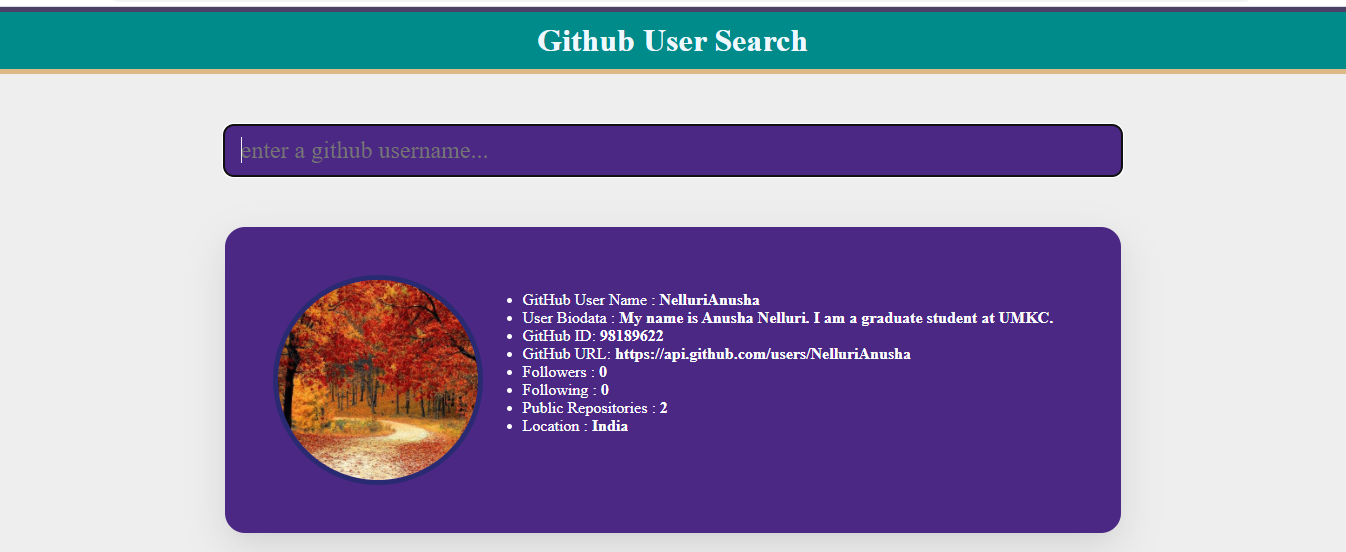 Github User Search
enter a github username...
GitHub User Name : NelluriAnusha
User Biodata : My name is Anusha Nelluri. I am a graduate student at UMKC.
GitHub ID: 98189622
GitHub URL: https://api.github.com/users/NelluriAnusha
Followers : 0
Following : 0
Public Repositories : 2
Location : India